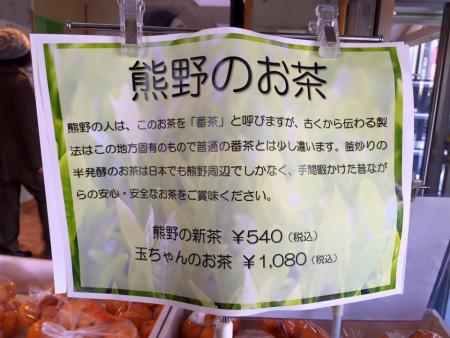 熊野のお茶
熊野の人は、このお茶を「番茶」と呼びますが、古くから伝わる製
法はこの地方固有のもので普通の番茶とは少し違います。釜炒りの
半発酵のお茶は日本でも熊野周辺でしかなく、手間暇かけた昔なが
らの安心・安全なお茶をご賞味ください。
熊野の新茶 ￥540（税込）
玉ちゃんのお茶 ￥1,080（税込）